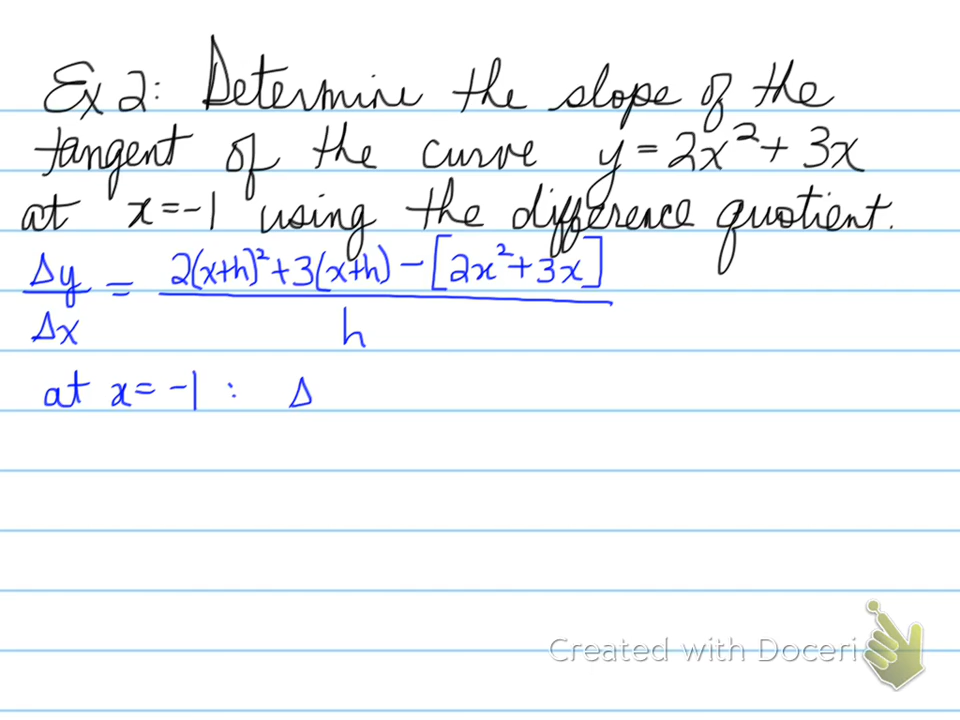 Ex 2: Determine the slope of the
tangent of the curve y = 2x² + 3x
at x = -1 using the difference quotient.
Δy/Δx = (2(x+h)² + 3(x+h) - [2x² + 3x])/h
at x = -1 : Δ
Created with Doceri